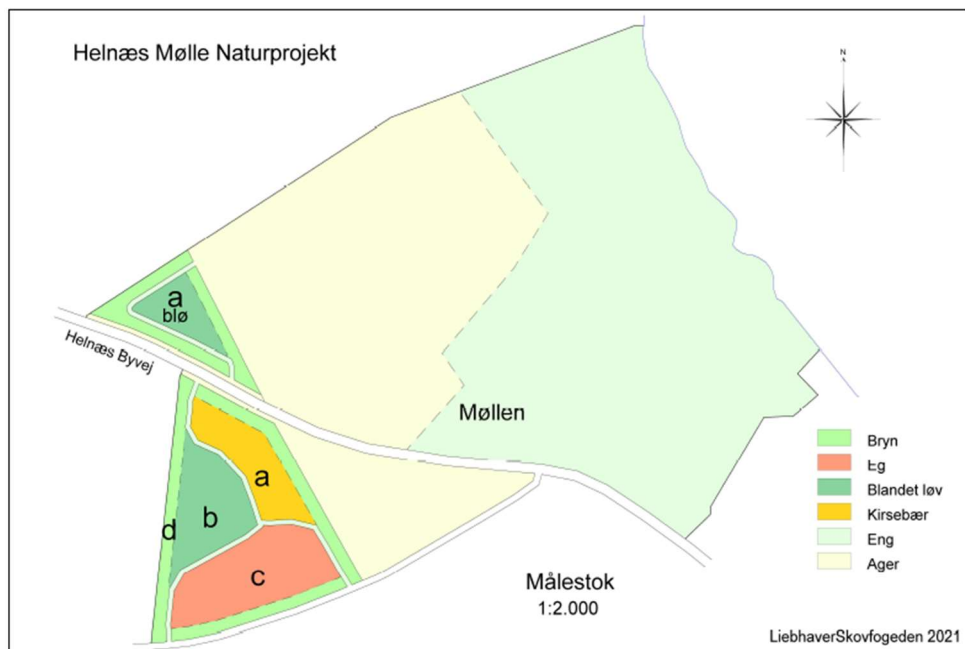 Helnæs Mølle Naturprojekt
N
a
blø
Helnæs Byvej
Møllen
a
b
d
c
Bryn
Eg
Blandet løv
Kirsebær
Eng
Ager
Målestok
1:2.000
LiebhaverSkovfogeden 2021